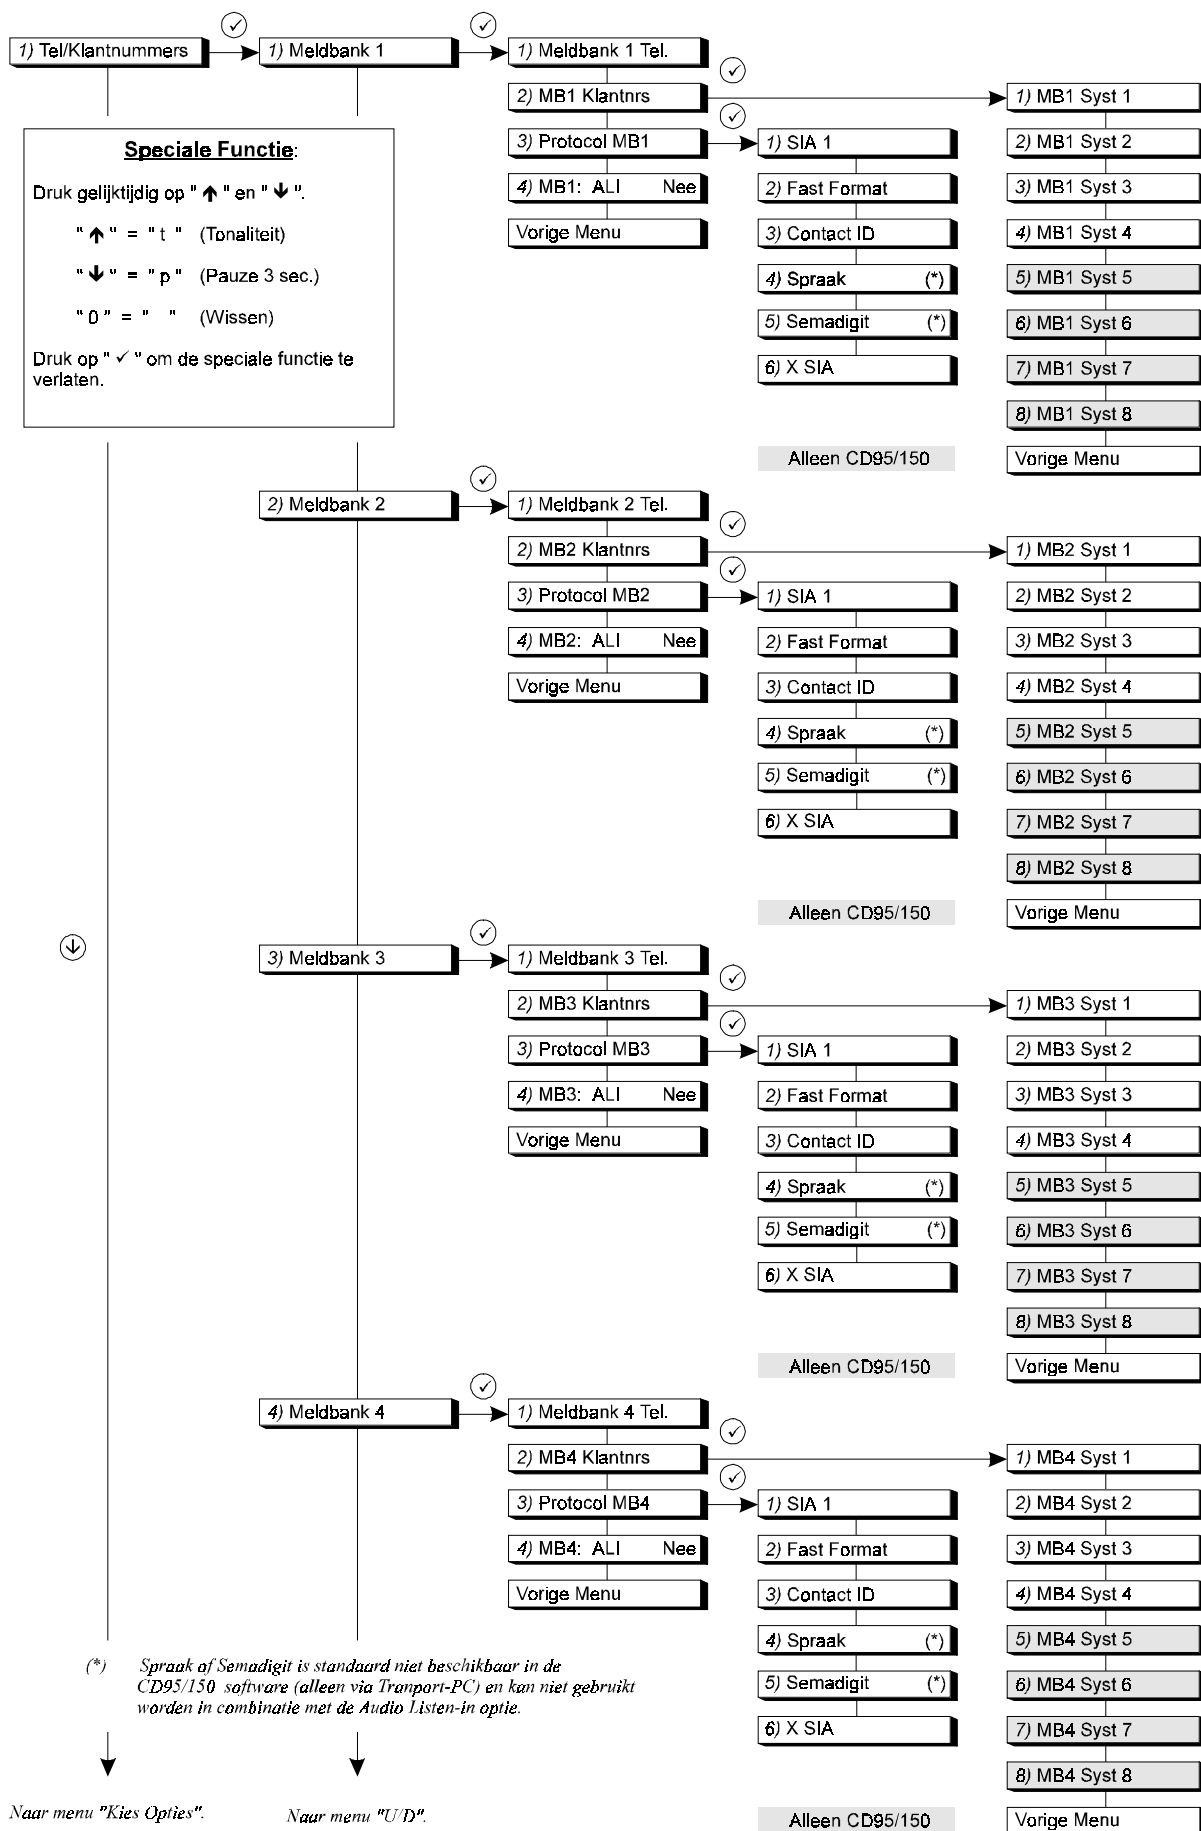 1) Tel/Klantnummers
1) Meldbank 1
1) Meldbank 1 Tel.
2) MB1 Klantnrs
3) Protocol MB1
4) MB1: ALI Nee
Vorige Menu
1) SIA 1
2) Fast Format
3) Contact ID
4) Spraak (*)
5) Semadigit (*)
6) X SIA
Alleen CD95/150
1) MB1 Syst 1
2) MB1 Syst 2
3) MB1 Syst 3
4) MB1 Syst 4
5) MB1 Syst 5
6) MB1 Syst 6
7) MB1 Syst 7
8) MB1 Syst 8
Vorige Menu
Speciale Functie:
Druk gelijktijdig op "🡑" en "🡓".
"🡑" = "t " (Tonaliteit)
"🡓" = "p" (Pauze 3 sec.)
"0" = " " (Wissen)
Druk op "✓" om de speciale functie te
verlaten.
2) Meldbank 2
1) Meldbank 2 Tel.
2) MB2 Klantnrs
3) Protocol MB2
4) MB2: ALI Nee
Vorige Menu
1) SIA 1
2) Fast Format
3) Contact ID
4) Spraak (*)
5) Semadigit (*)
6) X SIA
Alleen CD95/150
1) MB2 Syst 1
2) MB2 Syst 2
3) MB2 Syst 3
4) MB2 Syst 4
5) MB2 Syst 5
6) MB2 Syst 6
7) MB2 Syst 7
8) MB2 Syst 8
Vorige Menu
3) Meldbank 3
1) Meldbank 3 Tel.
2) MB3 Klantnrs
3) Protocol MB3
4) MB3: ALI Nee
Vorige Menu
1) SIA 1
2) Fast Format
3) Contact ID
4) Spraak (*)
5) Semadigit (*)
6) X SIA
Alleen CD95/150
1) MB3 Syst 1
2) MB3 Syst 2
3) MB3 Syst 3
4) MB3 Syst 4
5) MB3 Syst 5
6) MB3 Syst 6
7) MB3 Syst 7
8) MB3 Syst 8
Vorige Menu
4) Meldbank 4
1) Meldbank 4 Tel.
2) MB4 Klantnrs
3) Protocol MB4
4) MB4: ALI Nee
Vorige Menu
1) SIA 1
2) Fast Format
3) Contact ID
4) Spraak (*)
5) Semadigit (*)
6) X SIA
Alleen CD95/150
1) MB4 Syst 1
2) MB4 Syst 2
3) MB4 Syst 3
4) MB4 Syst 4
5) MB4 Syst 5
6) MB4 Syst 6
7) MB4 Syst 7
8) MB4 Syst 8
Vorige Menu
(*) Spraak of Semadigit is standaard niet beschikbaar in de
CD95/150 software (alleen via Tranport-PC) en kan niet gebruikt
worden in combinatie met de Audio Listen-in optie.
Naar menu "Kies Opties".
Naar menu "U/D".